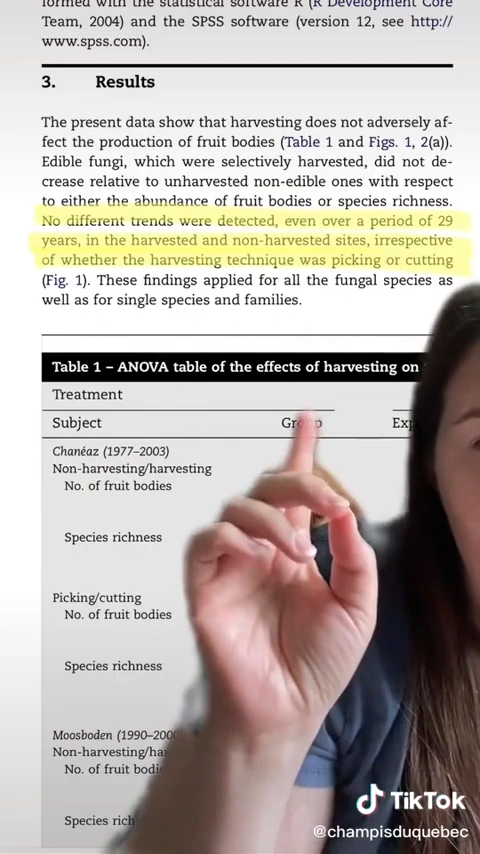 formed with the statistical software R (R Development Core
Team, 2004) and the SPSS software (version 12, see http://
www.spss.com).
3. Results
The present data show that harvesting does not adversely af-
fect the production of fruit bodies (Table 1 and Figs. 1, 2(a)).
Edible fungi, which were selectively harvested, did not de-
crease relative to unharvested non-edible ones with respect
to either the abundance of fruit bodies or species richness.
No different trends were detected, even over a period of 29
years, in the harvested and non-harvested sites, irrespective
of whether the harvesting technique was picking or cutting
(Fig. 1). These findings applied for all the fungal species as
well as for single species and families.
Table 1 – ANOVA table of the effects of harvesting on
Treatment
Subject Group
Chanéaz (1977–2003)
Non-harvesting/harvesting
No. of fruit bodies
Species richness
Picking/cutting
No. of fruit bodies
Species richness
Moosboden (1990–200
Non-harvesting/har
No. of fruit bodie
Species rich
TikTok
@champisduquebec